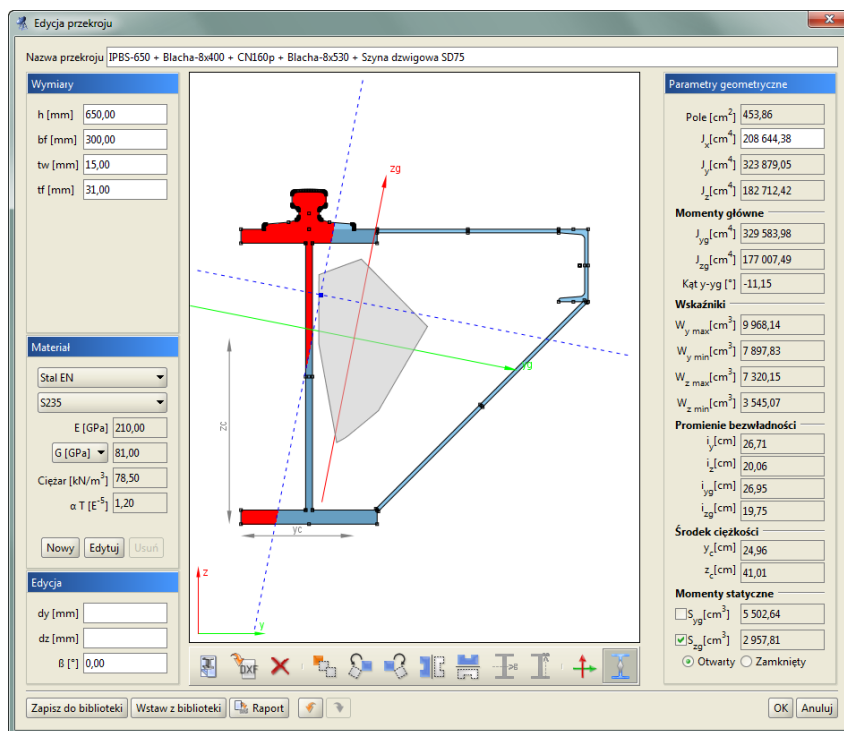 Edycja przekroju
Nazwa przekroju IPBS-650 + Blacha-8x400 + CN160p + Blacha-8x530 + Szyna dzwigowa SD75
Wymiary
h [mm] 650,00
bf [mm] 300,00
tw [mm] 15,00
tf [mm] 31,00
Materiał
Stal EN
S235
E [GPa] 210,00
G [GPa] 81,00
Ciężar [kN/m³] 78,50
α T [E⁻⁵] 1,20
Nowy Edytuj Usuń
Edycja
dy [mm]
dz [mm]
ß [°] 0,00
zg
yg
zc
yc
z
y
DXF
Parametry geometryczne
Pole [cm²] 453,86
Jx[cm⁴] 208 644,38
Jy[cm⁴] 323 879,05
Jz[cm⁴] 182 712,42
Momenty główne
Jyg[cm⁴] 329 583,98
Jzg[cm⁴] 177 007,49
Kąt y-yg [°] -11,15
Wskaźniki
Wy max[cm³] 9 968,14
Wy min[cm³] 7 897,83
Wz max[cm³] 7 320,15
Wz min[cm³] 3 545,07
Promienie bezwładności
iy[cm] 26,71
iz[cm] 20,06
iyg[cm] 26,95
izg[cm] 19,75
Środek ciężkości
yc[cm] 24,96
zc[cm] 41,01
Momenty statyczne
Syg[cm³] 5 502,64
Szg[cm³] 2 957,81
Otwarty Zamknięty
Zapisz do biblioteki Wstaw z biblioteki Raport OK Anuluj